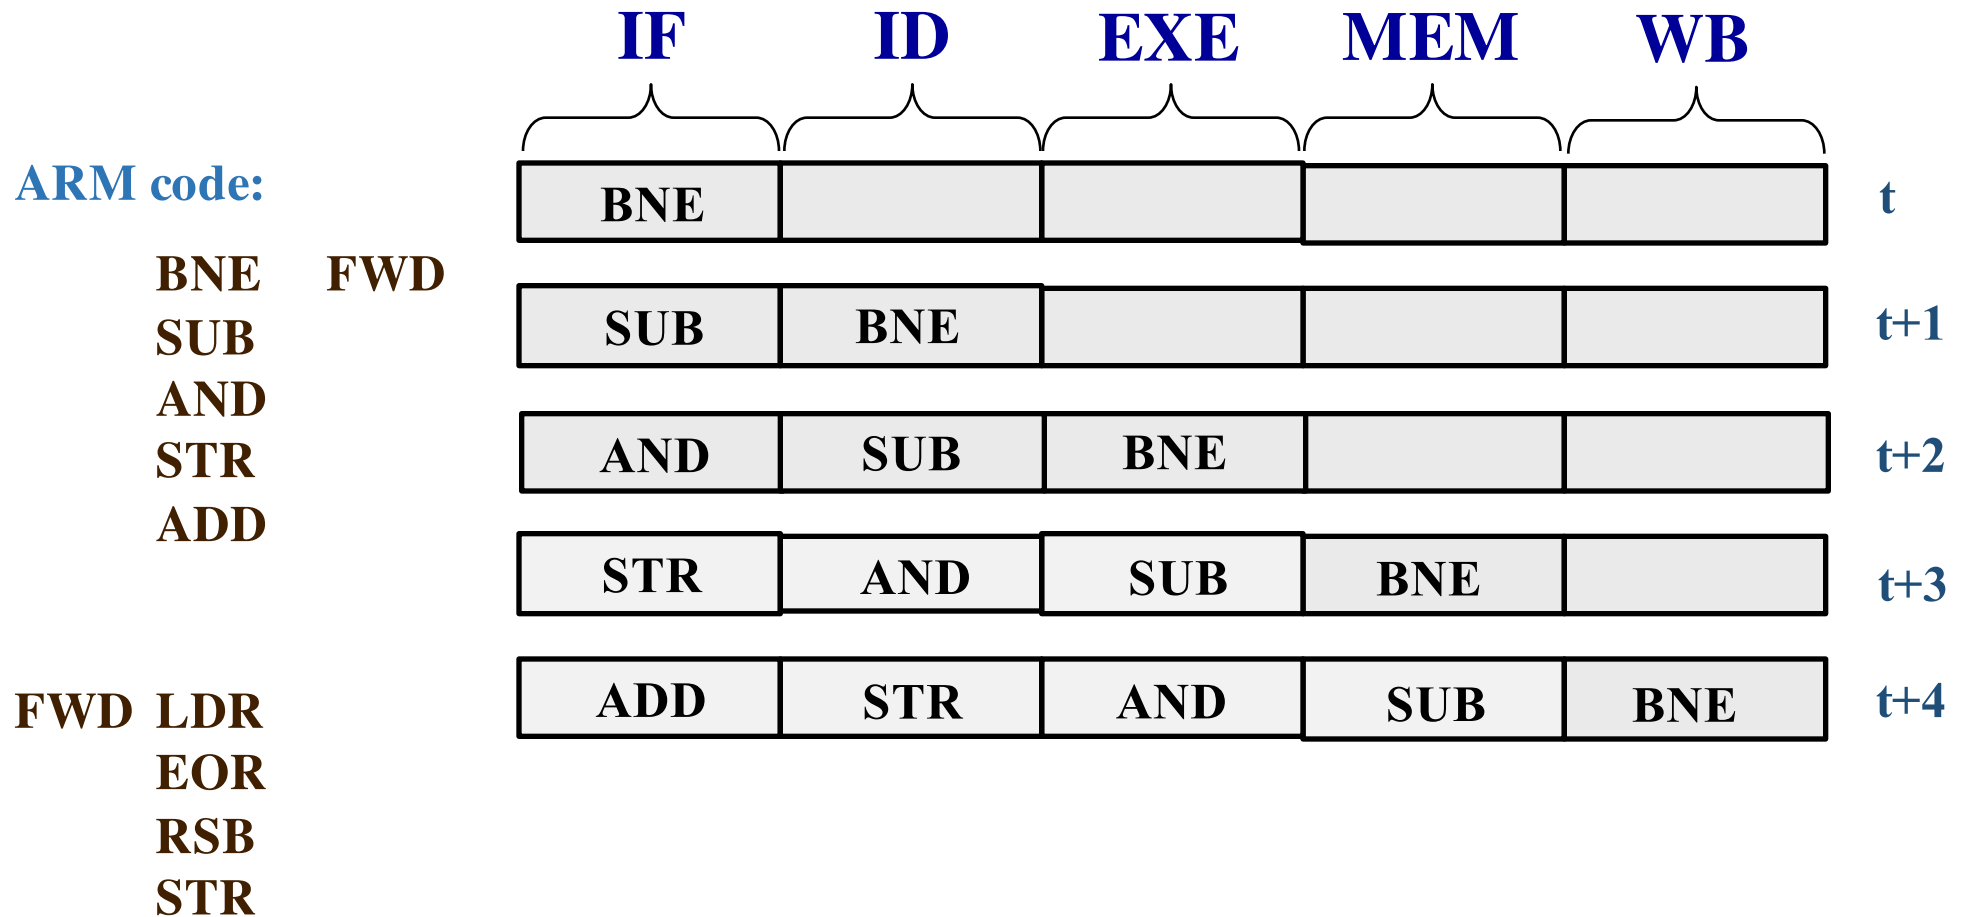 IF ID EXE MEM WB
ARM code:
BNE FWD
SUB
AND
STR
ADD
FWD LDR
EOR
RSB
STR
BNE t
SUB BNE t+1
AND SUB BNE t+2
STR AND SUB BNE t+3
ADD STR AND SUB BNE t+4